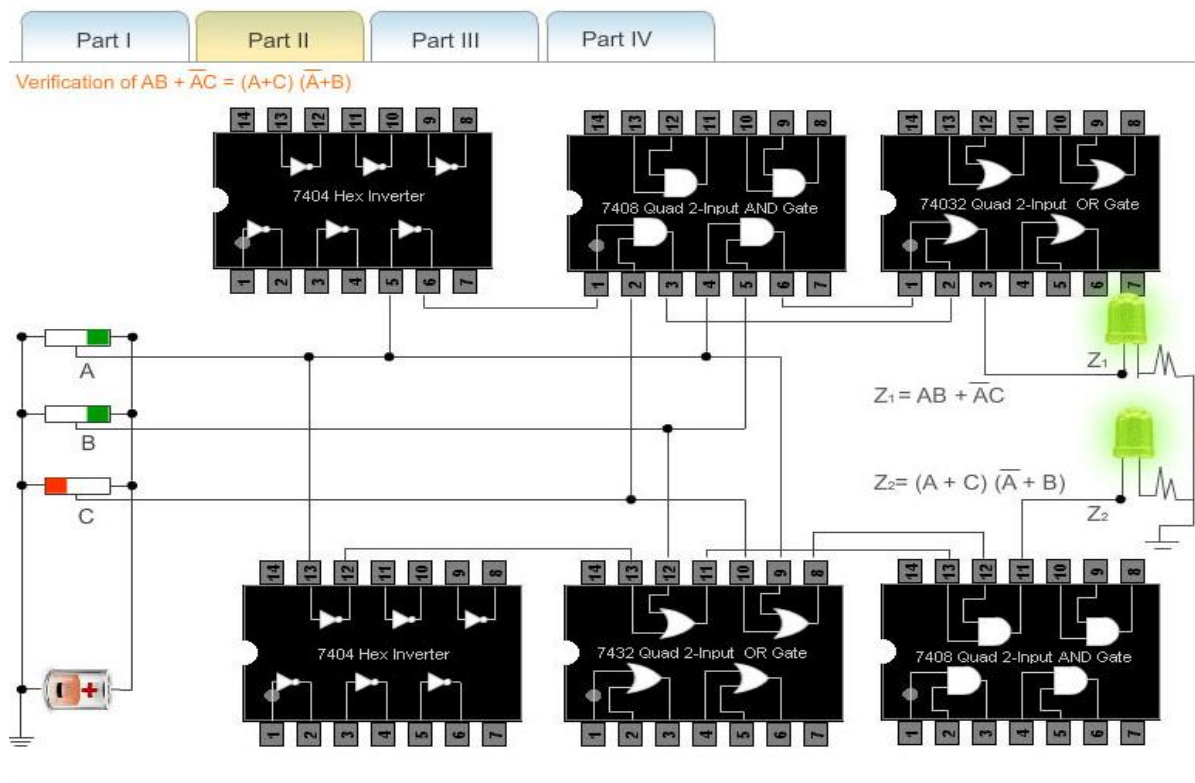 Part I Part II Part III Part IV
Verification of AB + A̅C = (A+C) (A̅+B)
14 13 12 11 10 9 8
7404 Hex Inverter
1 2 3 4 5 6 7
14 13 12 11 10 9 8
7408 Quad 2-Input AND Gate
1 2 3 4 5 6 7
14 13 12 11 10 9 8
74032 Quad 2-Input OR Gate
1 2 3 4 5 6 7
A
B
C
Z₁
Z₁ = AB + A̅C
Z₂= (A + C) (A̅ + B)
Z₂
14 13 12 11 10 9 8
7404 Hex Inverter
1 2 3 4 5 6 7
14 13 12 11 10 9 8
7432 Quad 2-Input OR Gate
1 2 3 4 5 6 7
14 13 12 11 10 9 8
7408 Quad 2-Input AND Gate
1 2 3 4 5 6 7
+